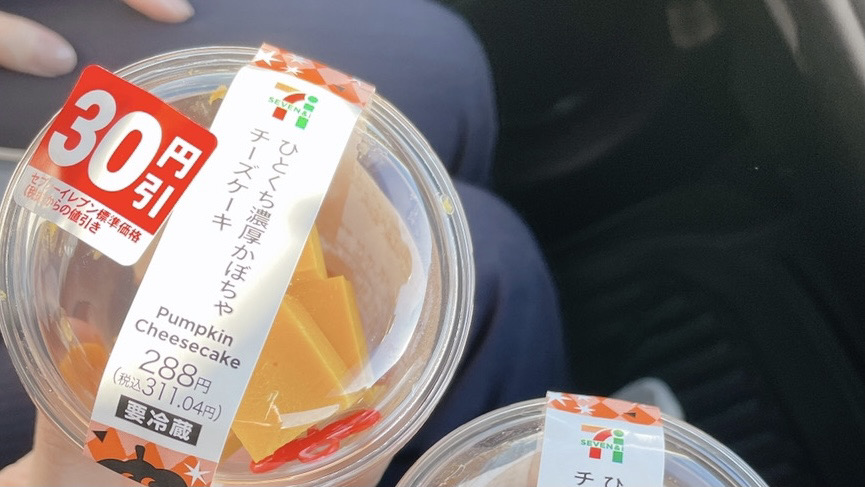 30円引
セブン‐イレブン標準価格
(税抜)からの値引き
SEVEN&i
ひとくち濃厚かぼちゃ
チーズケーキ
Pumpkin
Cheesecake
288円
(税込311.04円)
要冷蔵
SEVEN&i
ひ
チ